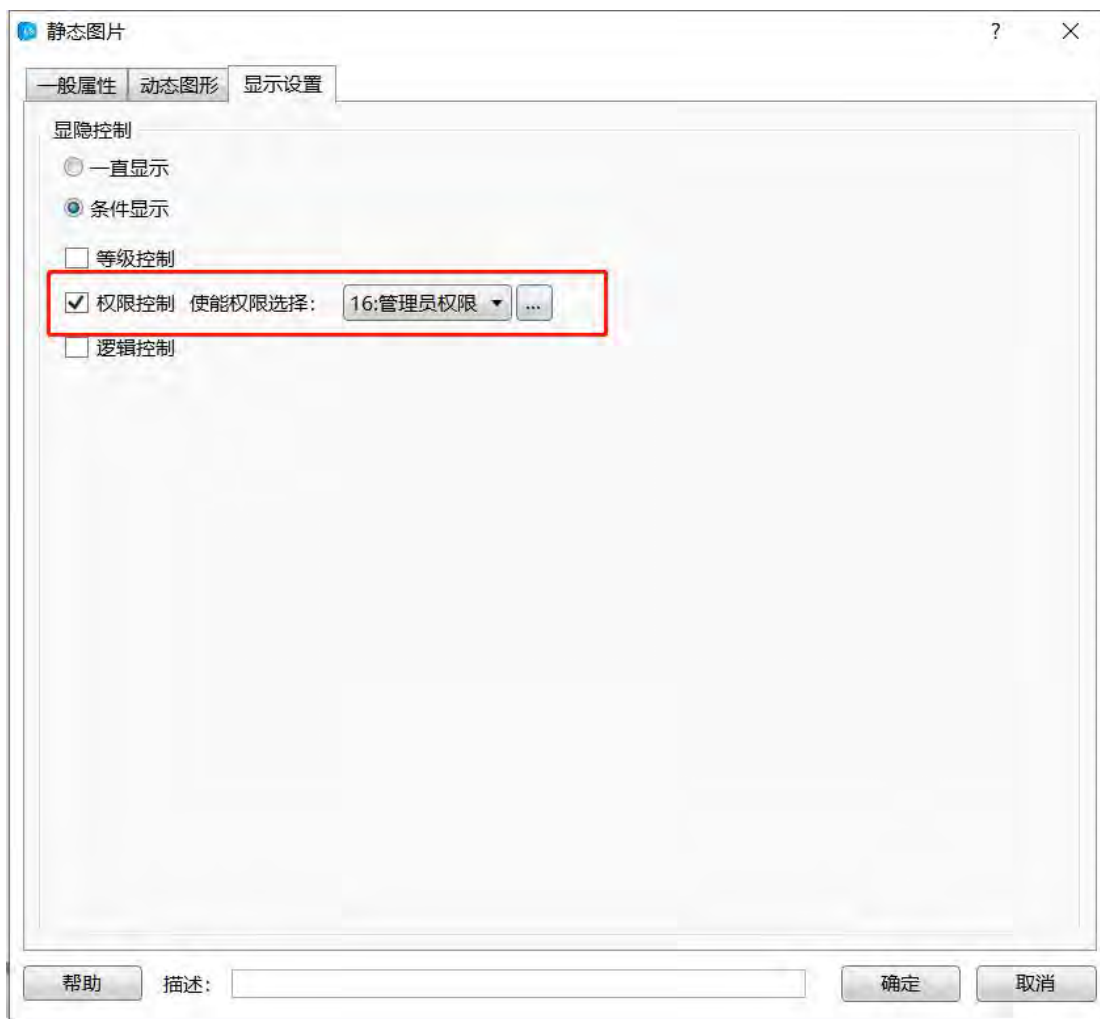 静态图片 ?
一般属性 动态图形 显示设置
显隐控制
一直显示
条件显示
等级控制
权限控制 使能权限选择： 16:管理员权限 ...
逻辑控制
帮助 描述： 确定 取消